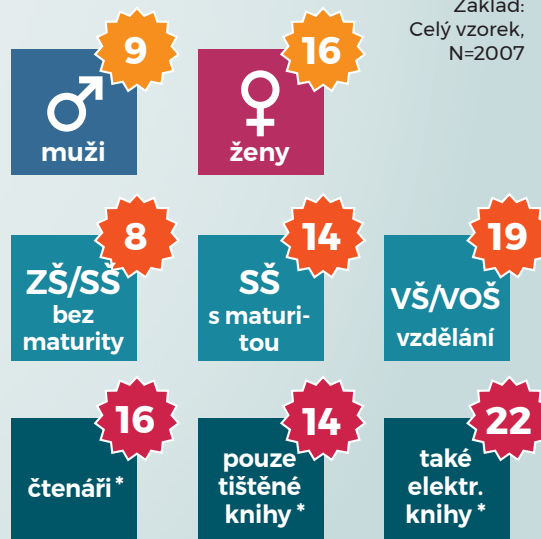 Základ:
Celý vzorek,
N=2007
9
muži
16
ženy
8
ZŠ/SŠ
bez
maturity
14
SŠ
s maturi-
tou
19
VŠ/VOŠ
vzdělání
16
čtenáři *
14
pouze
tištěné
knihy *
22
také
elektr.
knihy *